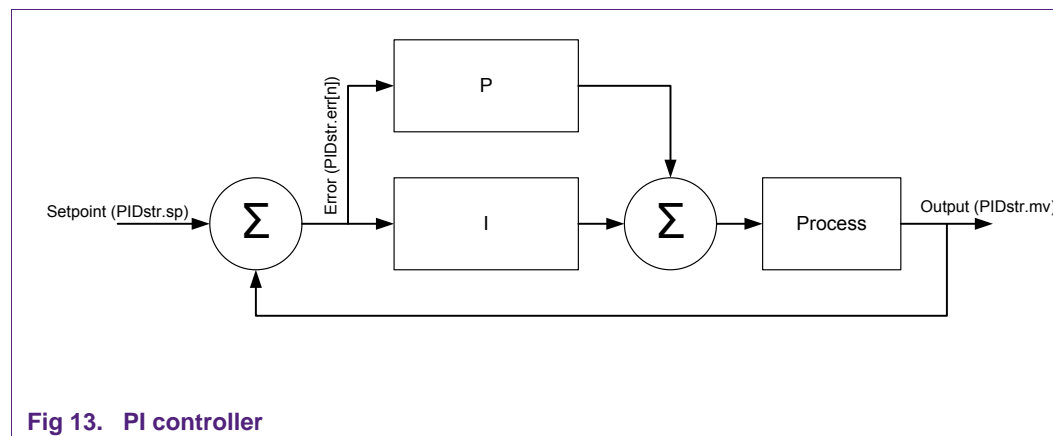 P
Error (PIDstr.err[n])
Setpoint (PIDstr.sp)
Σ
I
Σ
Process
Output (PIDstr.mv)
Fig 13. PI controller